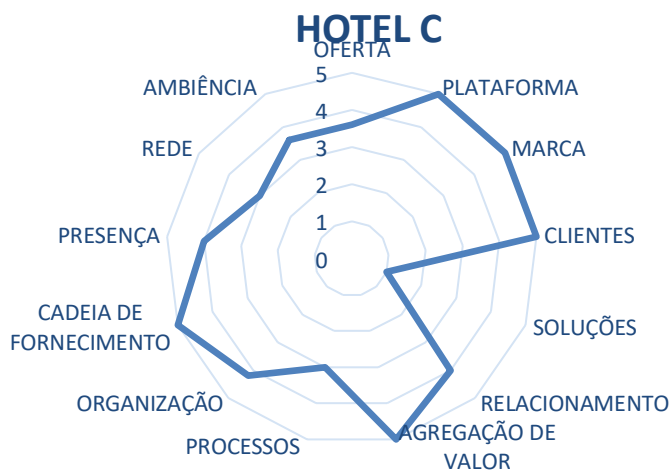 HOTEL C
OFERTA
PLATAFORMA
MARCA
CLIENTES
SOLUÇÕES
RELACIONAMENTO
AGREGAÇÃO DE
VALOR
PROCESSOS
ORGANIZAÇÃO
CADEIA DE
FORNECIMENTO
PRESENÇA
REDE
AMBIÊNCIA
5
4
3
2
1
0